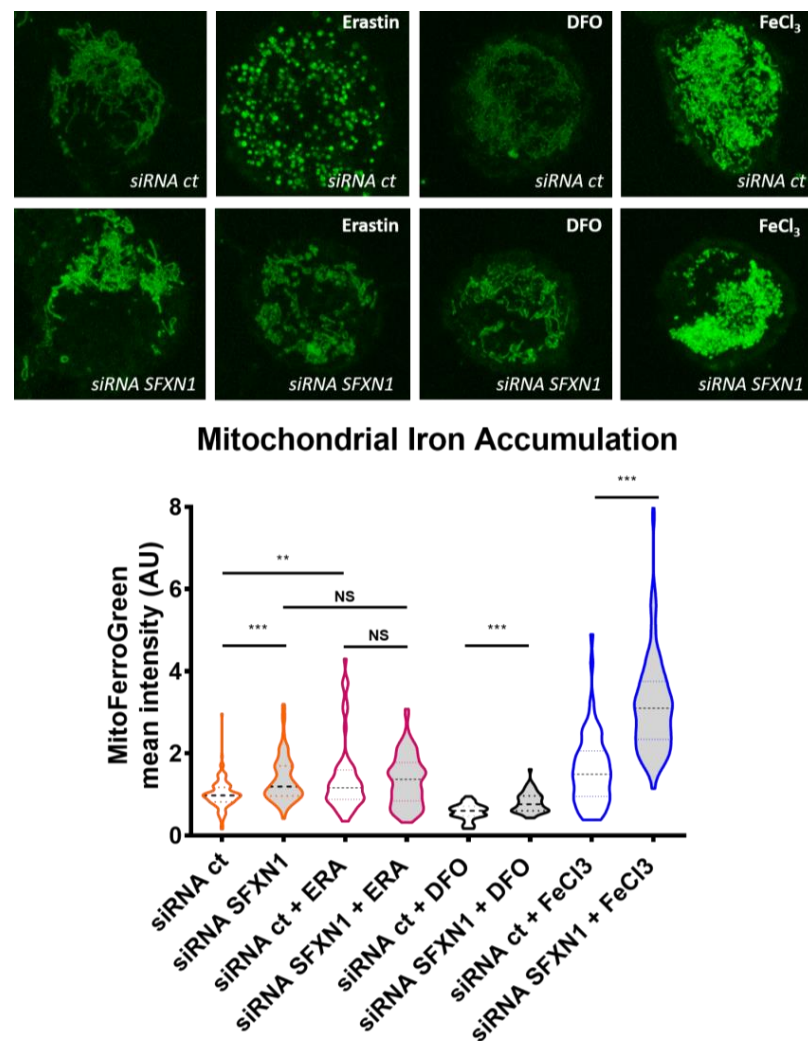 Erastin
DFO
FeCl₃
siRNA ct
siRNA ct
siRNA ct
siRNA ct
Erastin
DFO
FeCl₃
siRNA SFXN1
siRNA SFXN1
siRNA SFXN1
siRNA SFXN1
Mitochondrial Iron Accumulation
MitoFerroGreen
mean intensity (AU)
8
6
4
2
0
***
**
NS
***
NS
***
siRNA ct
siRNA SFXN1
siRNA ct + ERA
siRNA SFXN1 + ERA
siRNA ct + DFO
siRNA SFXN1 + DFO
siRNA ct + FeCl3
siRNA SFXN1 + FeCl3